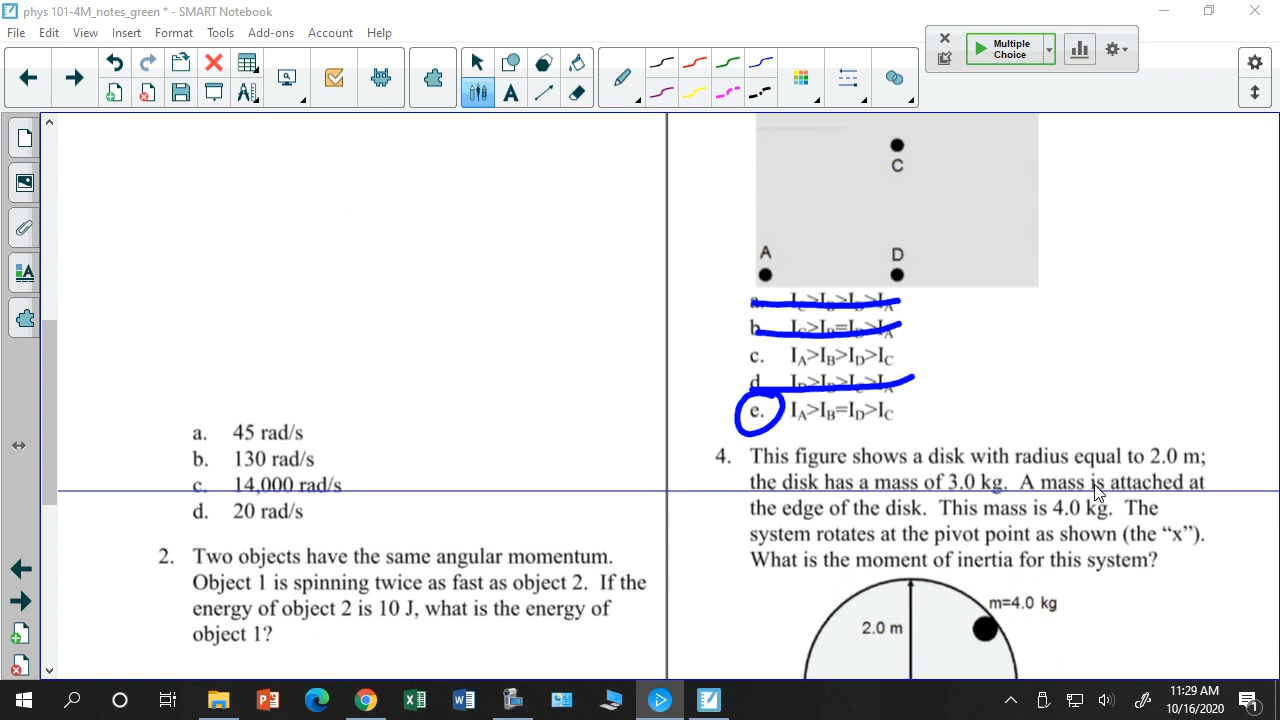 phys 101-4M_notes_green * - SMART Notebook
File Edit View Insert Format Tools Add-ons Account Help
Multiple
Choice
a. 45 rad/s
b. 130 rad/s
c. 14,000 rad/s
d. 20 rad/s
2. Two objects have the same angular momentum.
Object 1 is spinning twice as fast as object 2. If the
energy of object 2 is 10 J, what is the energy of
object 1?
C
A D
c. IA>IB>ID>IC
e. IA>IB=ID>IC
4. This figure shows a disk with radius equal to 2.0 m;
the disk has a mass of 3.0 kg. A mass is attached at
the edge of the disk. This mass is 4.0 kg. The
system rotates at the pivot point as shown (the “x”).
What is the moment of inertia for this system?
m=4.0 kg
2.0 m
11:29 AM
10/16/2020